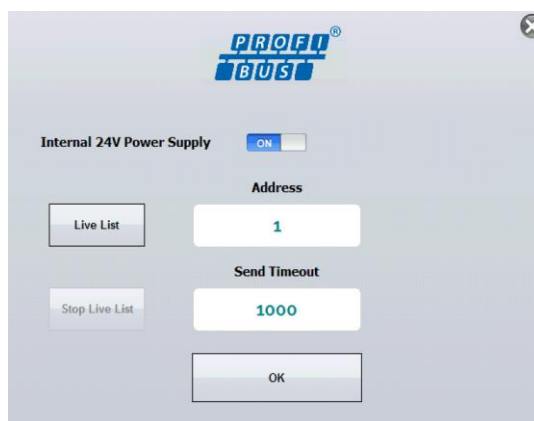 PROFI®
BUS
Internal 24V Power Supply ON
Address
Live List 1
Send Timeout
Stop Live List 1000
OK